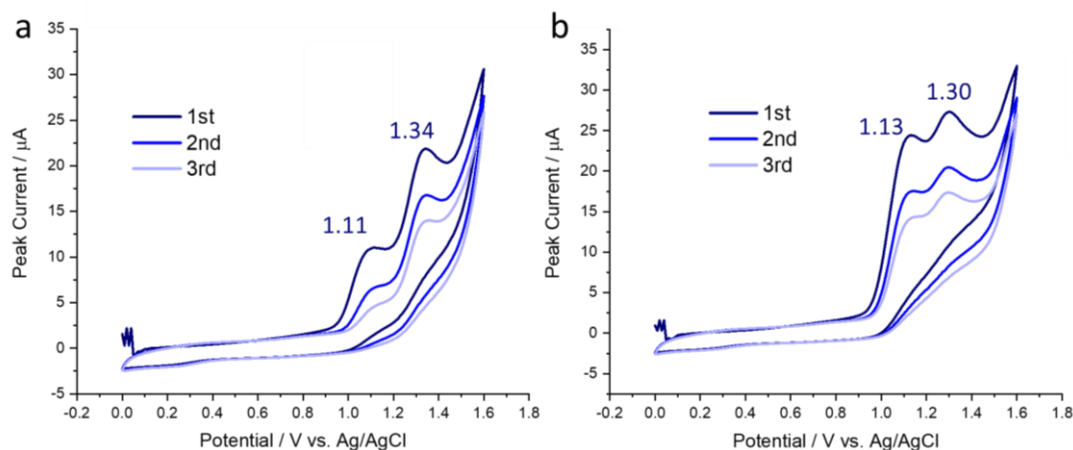 a
35
30
25
20
15
10
5
0
-5
Peak Current / μA
1st
2nd
3rd
1.11
1.34
-0.2 0.0 0.2 0.4 0.6 0.8 1.0 1.2 1.4 1.6 1.8
Potential / V vs. Ag/AgCl
b
35
30
25
20
15
10
5
0
-5
Peak Current / μA
1st
2nd
3rd
1.13
1.30
-0.2 0.0 0.2 0.4 0.6 0.8 1.0 1.2 1.4 1.6 1.8
Potential / V vs. Ag/AgCl